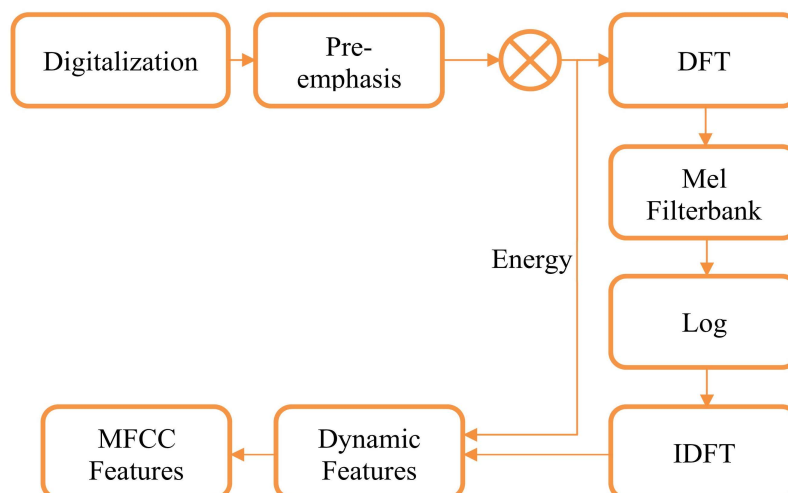 Digitalization
Pre-
emphasis
DFT
Mel
Filterbank
Energy
Log
MFCC
Features
Dynamic
Features
IDFT